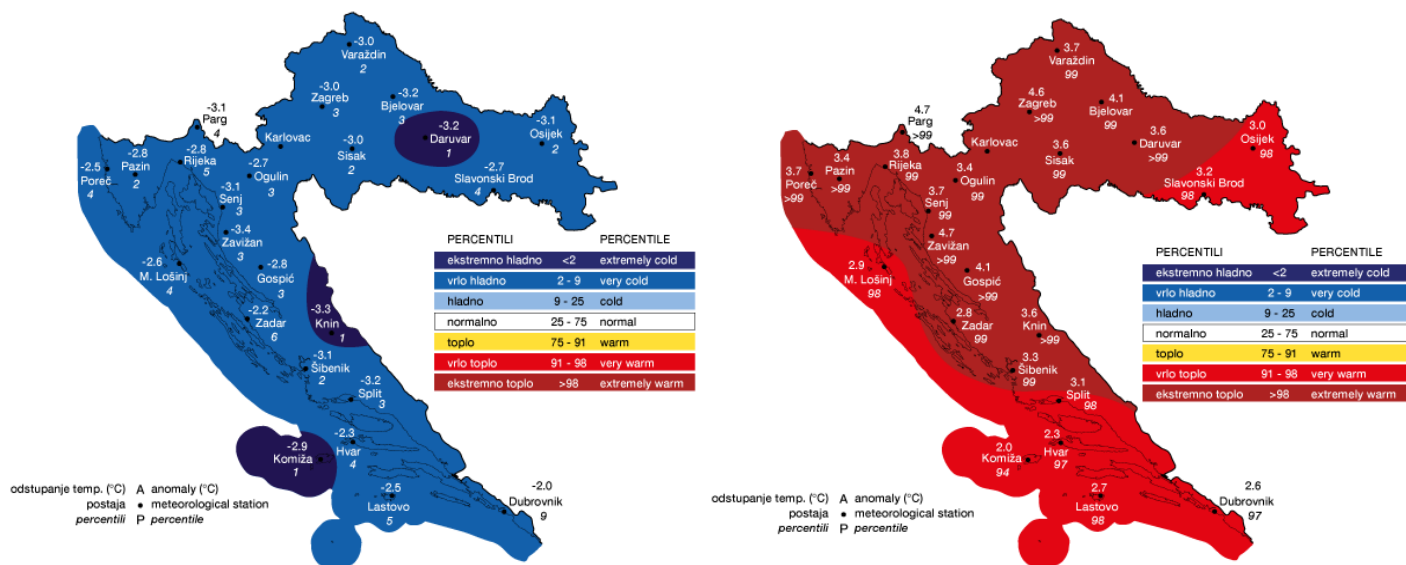 -3.0
Varaždin
2
-3.0
Zagreb
3
-3.2
Bjelovar
3
-3.1
Parg
4
-3.2
Daruvar
1
-3.1
Osijek
2
Karlovac
-3.0
Sisak
2
-2.5
Poreč
4
-2.8
Pazin
2
-2.8
Rijeka
5
-2.7
Ogulin
3
-2.7
Slavonski Brod
4
-3.1
Senj
3
-3.4
Zavižan
3
-2.6
M. Lošinj
4
-2.8
Gospić
3
-2.2
Zadar
6
-3.3
Knin
1
-3.1
Šibenik
2
-3.2
Split
3
-2.9
Komiža
1
-2.3
Hvar
4
-2.5
Lastovo
5
-2.0
Dubrovnik
9
PERCENTILI PERCENTILE
ekstremno hladno <2 extremely cold
vrlo hladno 2 - 9 very cold
hladno 9 - 25 cold
normalno 25 - 75 normal
toplo 75 - 91 warm
vrlo toplo 91 - 98 very warm
ekstremno toplo >98 extremely warm
odstupanje temp. (°C) A anomaly (°C)
postaja • meteorological station
percentili P percentile
3.7
Varaždin
99
4.6
Zagreb
>99
4.1
Bjelovar
99
4.7
Parg
>99
3.6
Daruvar
>99
3.0
Osijek
98
Karlovac
3.6
Sisak
99
3.7
Poreč
>99
3.4
Pazin
>99
3.8
Rijeka
99
3.4
Ogulin
99
3.2
Slavonski Brod
98
3.7
Senj
99
4.7
Zavižan
>99
2.9
M. Lošinj
98
4.1
Gospić
>99
2.8
Zadar
99
3.6
Knin
>99
3.3
Šibenik
99
3.1
Split
98
2.0
Komiža
94
2.3
Hvar
97
2.7
Lastovo
98
2.6
Dubrovnik
97
PERCENTILI PERCENTILE
ekstremno hladno <2 extremely cold
vrlo hladno 2 - 9 very cold
hladno 9 - 25 cold
normalno 25 - 75 normal
toplo 75 - 91 warm
vrlo toplo 91 - 98 very warm
ekstremno toplo >98 extremely warm
odstupanje temp. (°C) A anomaly (°C)
postaja • meteorological station
percentili P percentile